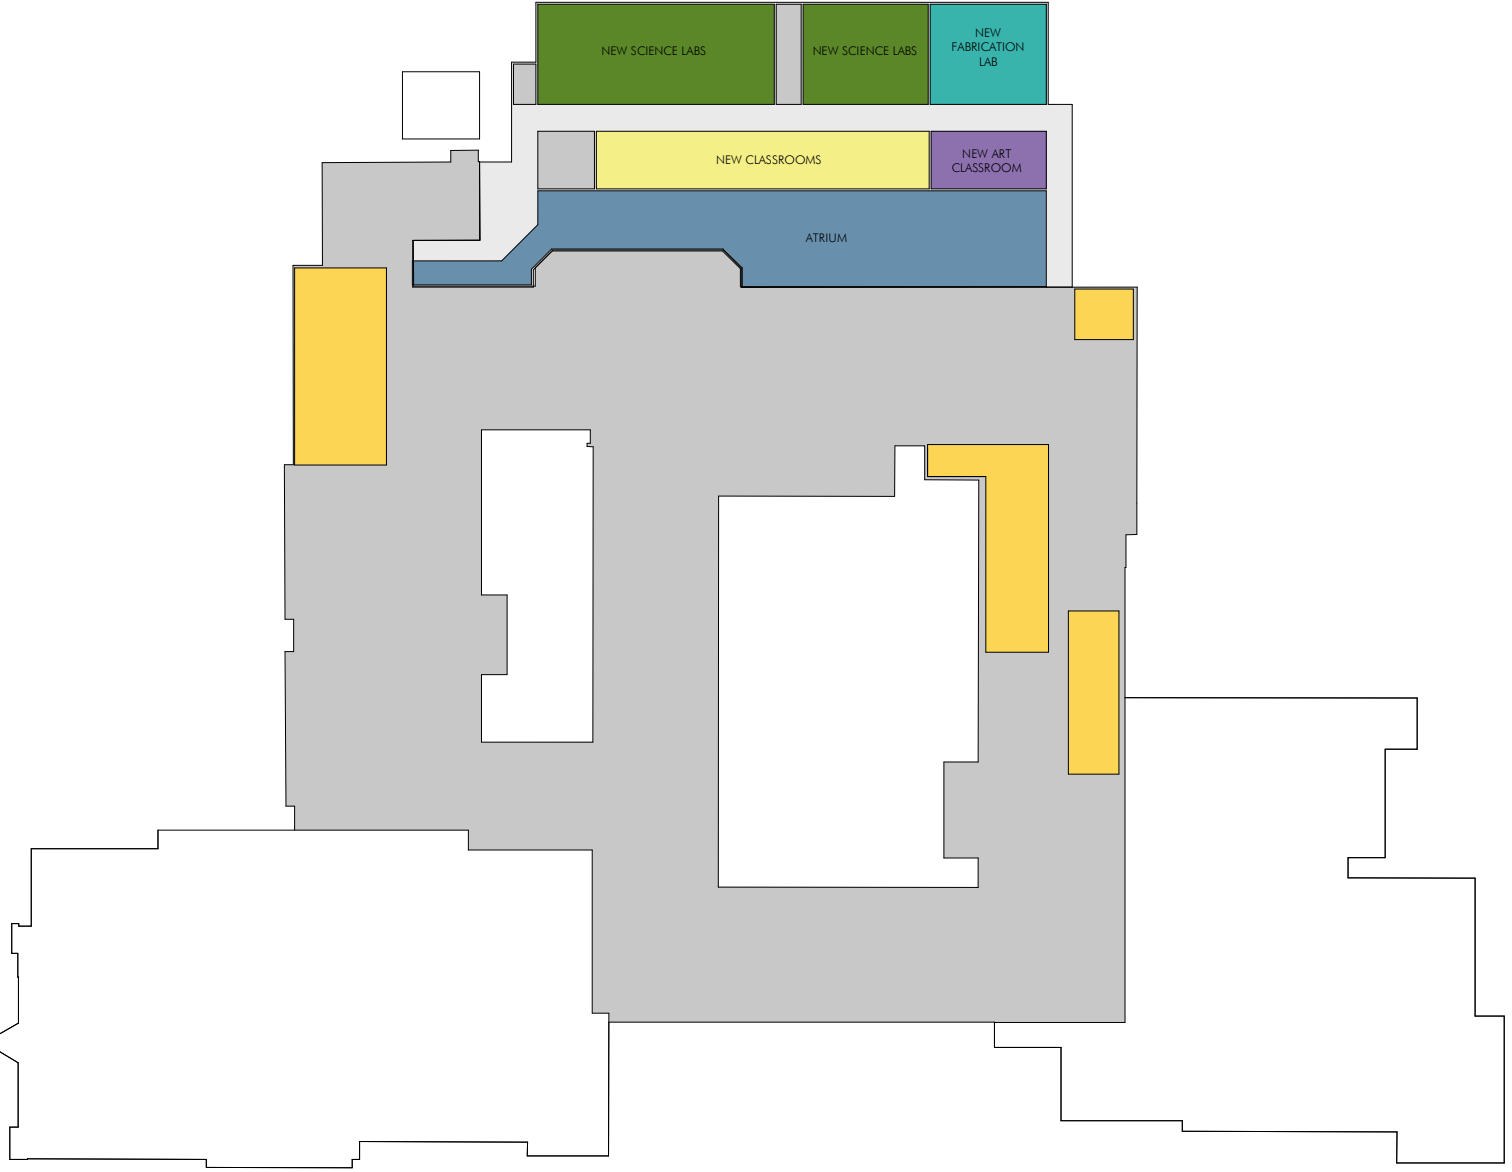 NEW SCIENCE LABS
NEW SCIENCE LABS
NEW
FABRICATION
LAB
NEW CLASSROOMS
NEW ART
CLASSROOM
ATRIUM